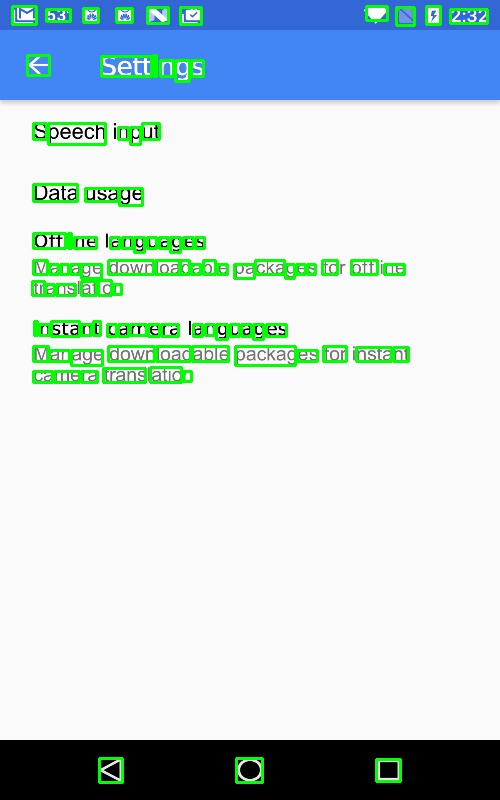 53° 2:32
Settings
Speech input
Data usage
Offline languages
Manage downloadable packages for offline
translation
Instant camera languages
Manage downloadable packages for instant
camera translation